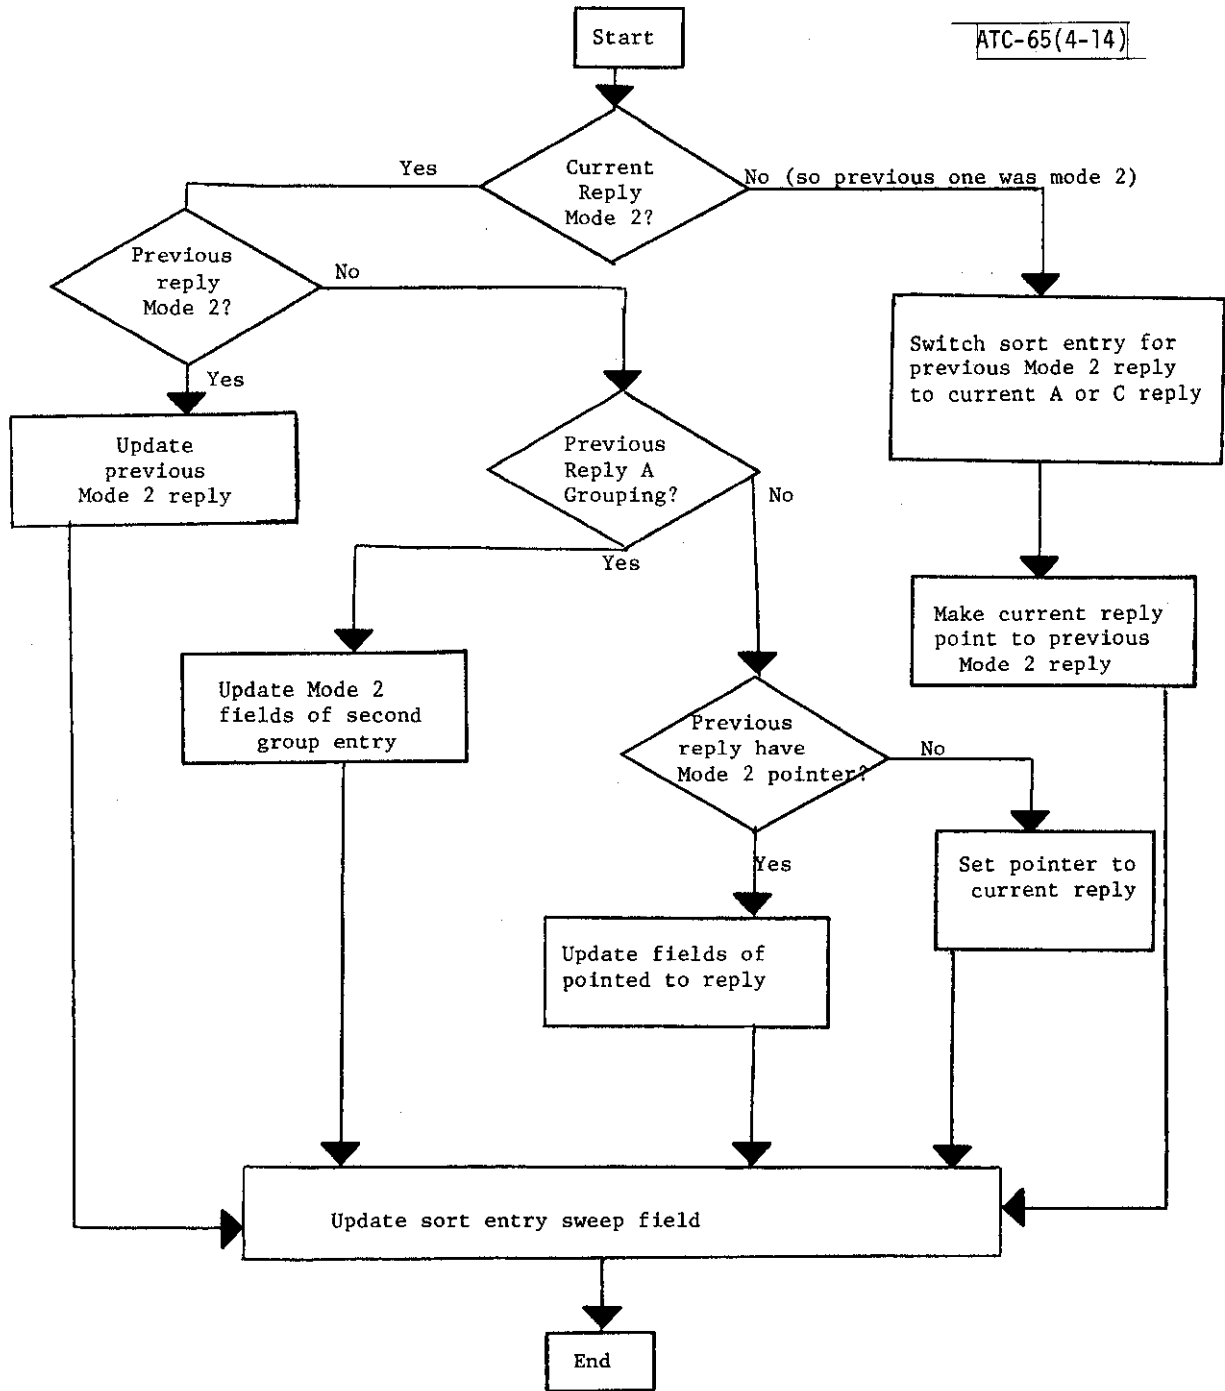 Start
ATC-65(4-14)
Yes
Current
Reply
Mode 2?
No (so previous one was mode 2)
Previous
reply
Mode 2?
No
Yes
Switch sort entry for
previous Mode 2 reply
to current A or C reply
Update
previous
Mode 2 reply
Previous
Reply A
Grouping?
No
Yes
Make current reply
point to previous
Mode 2 reply
Update Mode 2
fields of second
group entry
Previous
reply have
Mode 2 pointer?
No
Yes
Set pointer to
current reply
Update fields of
pointed to reply
Update sort entry sweep field
End